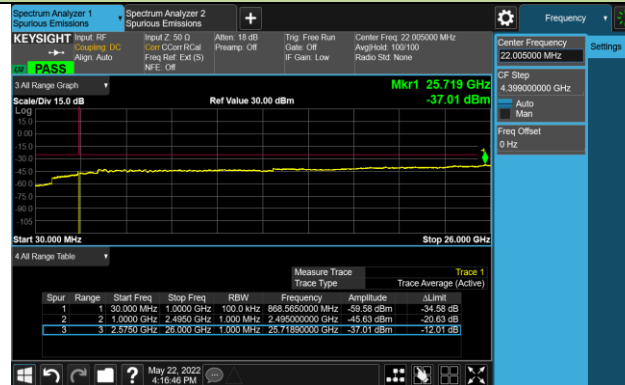 Spectrum Analyzer 1
Spurious Emissions
Spectrum Analyzer 2
Spurious Emissions
+
Frequency
KEYSIGHT
Input: RF
Coupling: DC
Align: Auto
Input Z: 50 Ω
Corr CCorr RCal
Freq Ref: Ext (S)
NFE: Off
Atten: 18 dB
Preamp: Off
Trig: Free Run
Gate: Off
IF Gain: Low
Center Freq: 22.005000 MHz
Avg|Hold: 100/100
Radio Std: None
PASS
Center Frequency
22.005000 MHz
Settings
CF Step
4.399000000 GHz
Auto
Man
Freq Offset
0 Hz
3 All Range Graph
Mkr1 25.719 GHz
Scale/Div 15.0 dB
Ref Value 30.00 dBm
-37.01 dBm
Log
15.0
0.00
-15.0
-30.0
-45.0
-60.0
-75.0
-90.0
-105
1
Start 30.000 MHz
Stop 26.000 GHz
4 All Range Table
Measure Trace Trace 1
Trace Type Trace Average (Active)
Spur Range Start Freq Stop Freq RBW Frequency Amplitude ΔLimit
1 1 30.000 MHz 1.0000 GHz 100.0 kHz 868.5650000 MHz -59.58 dBm -34.58 dB
2 2 1.0000 GHz 2.4950 GHz 1.000 MHz 2.495000000 GHz -45.63 dBm -20.63 dB
3 3 2.5750 GHz 26.000 GHz 1.000 MHz 25.71890000 GHz -37.01 dBm -12.01 dB
?
May 22, 2022
4:16:46 PM